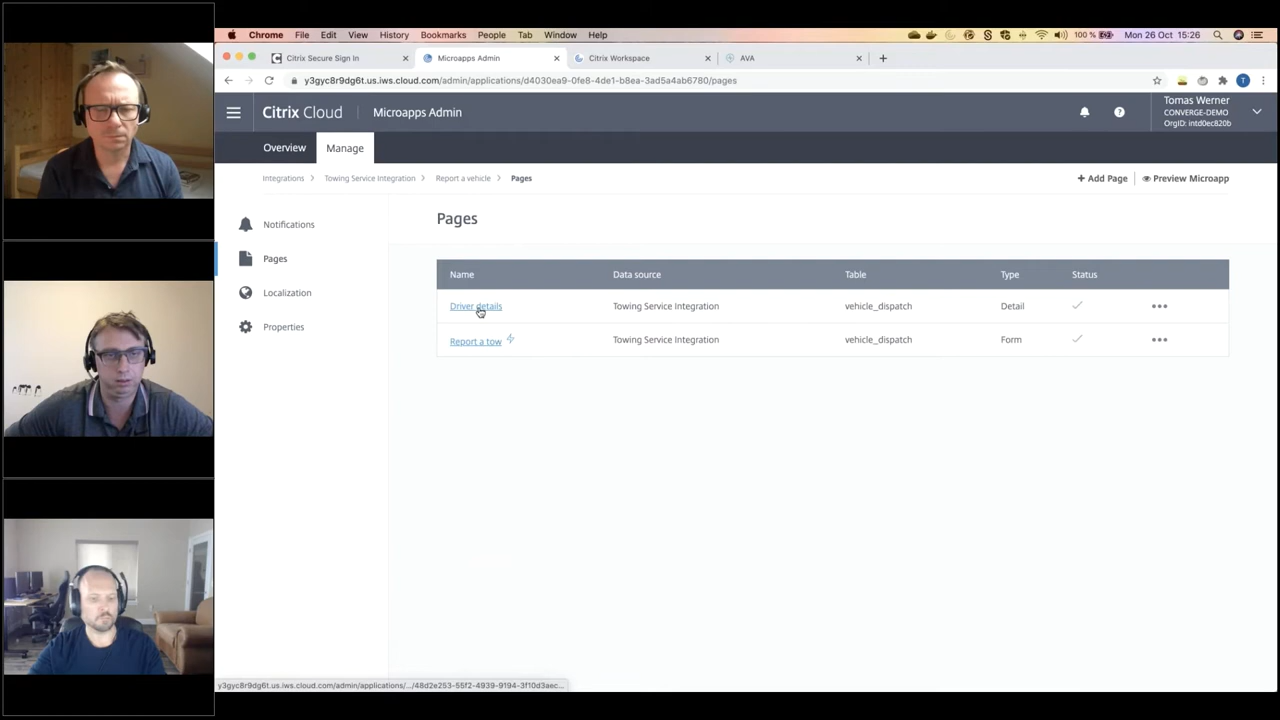 Chrome File Edit View History Bookmarks People Tab Window Help 100 % Mon 26 Oct 15:26
Citrix Secure Sign In Microapps Admin Citrix Workspace AVA
y3gyc8r9dg6t.us.iws.cloud.com/admin/applications/d4030ea9-0fe8-4de1-b8ea-3ad5a4ab6780/pages T
Citrix Cloud Microapps Admin
Tomas Werner
CONVERGE-DEMO
OrgID: intd0ec820b
Overview Manage
Integrations Towing Service Integration Report a vehicle Pages + Add Page Preview Microapp
Notifications
Pages
Localization
Properties
Pages
Name Data source Table Type Status
Driver details Towing Service Integration vehicle_dispatch Detail
Report a tow Towing Service Integration vehicle_dispatch Form
y3gyc8r9dg6t.us.iws.cloud.com/admin/applications/.../48d2e253-55f2-4939-9194-3f10d3aec...